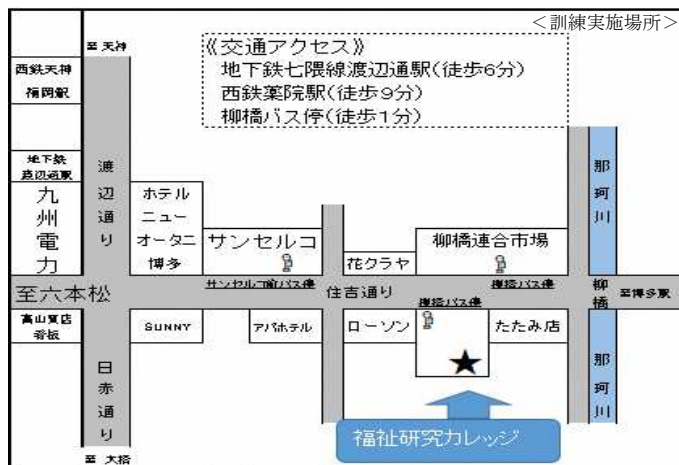 <訓練実施場所>
至 天神
《交通アクセス》
地下鉄七隈線渡辺通駅(徒歩6分)
西鉄薬院駅(徒歩9分)
柳橋バス停(徒歩1分)
西鉄天神
福岡駅
地下鉄
渡辺通駅
九州電力
渡辺通り
ホテル
ニュー
オータニ
博多
サンセルコ
サンセルコ前バス停
花クラヤ
柳橋連合市場
柳橋バス停
那珂川
至六本松
住吉通り
柳橋バス停
柳橋
至博多駅
高山質店
看板
SUNNY
アパホテル
ローソン
たたみ店
日赤通り
那珂川
★
福祉研究カレッジ
至 大橋